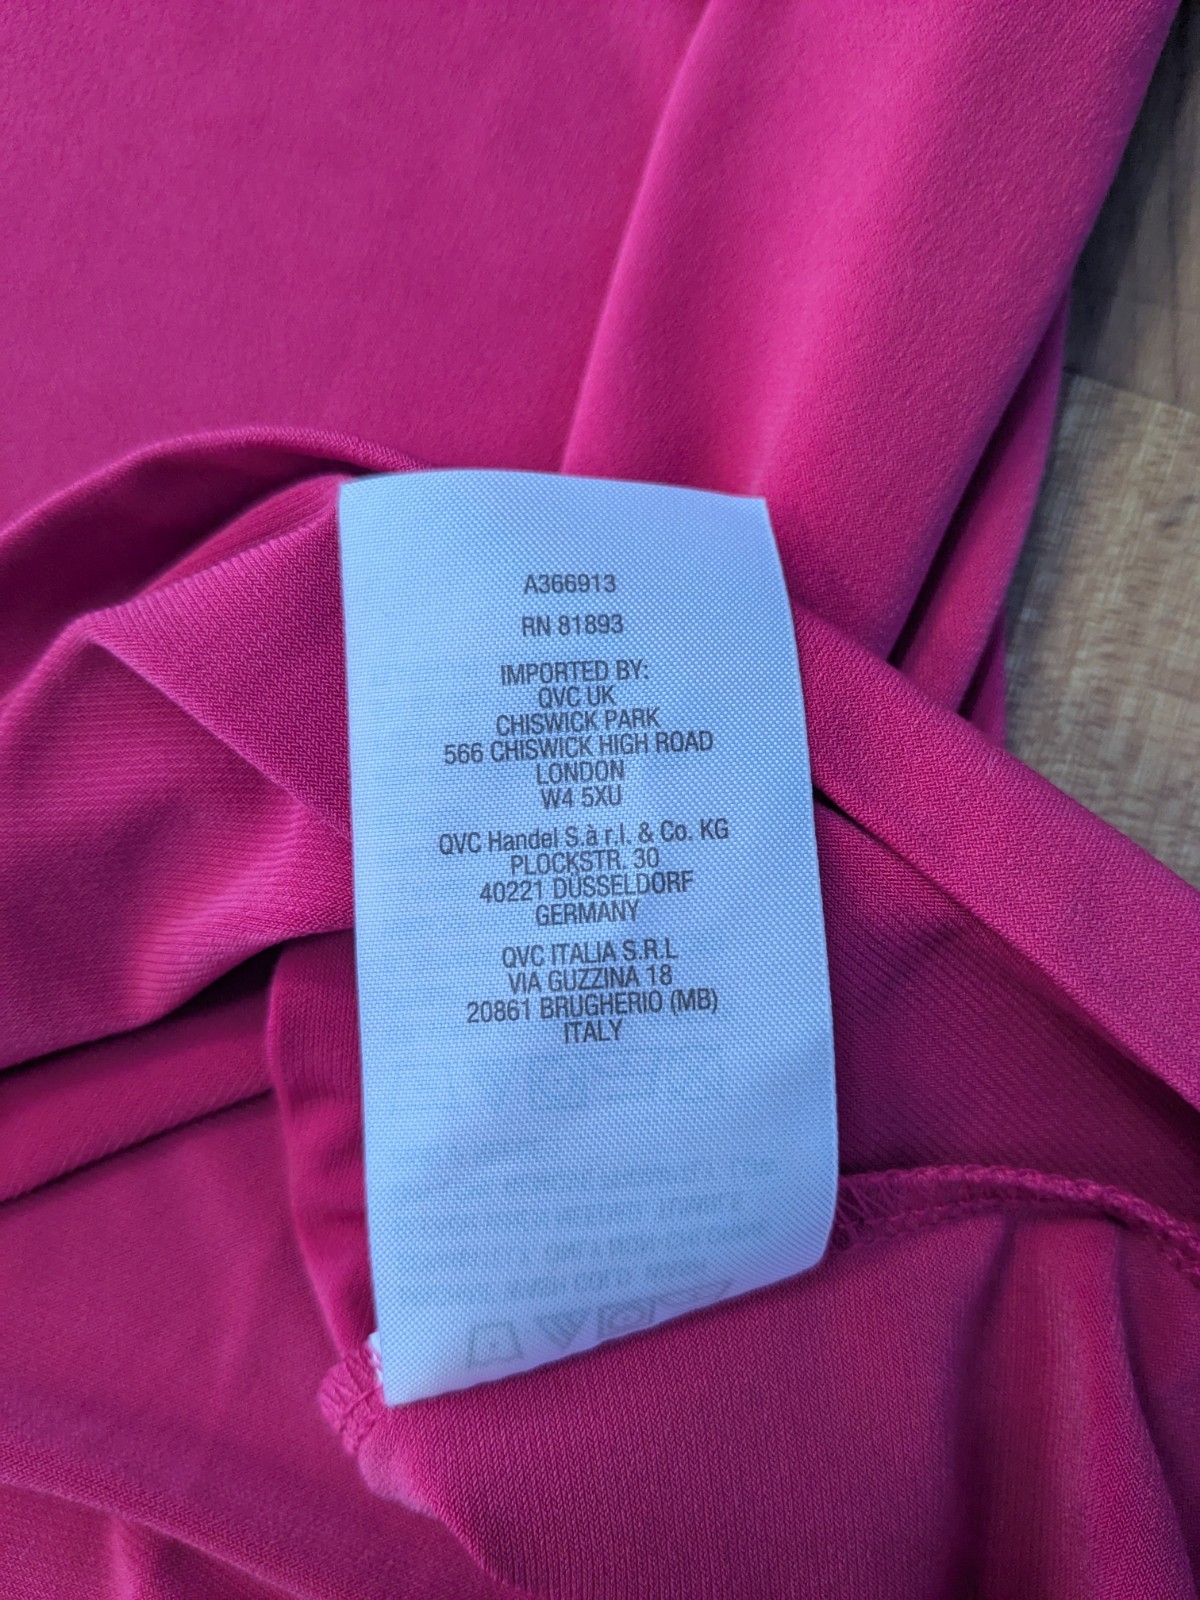 A366913
RN 81893
IMPORTED BY:
QVC UK
CHISWICK PARK
566 CHISWICK HIGH ROAD
LONDON
W4 5XU
QVC Handel S.à r.l. & Co. KG
PLOCKSTR. 30
40221 DÜSSELDORF
GERMANY
QVC ITALIA S.R.L
VIA GUZZINA 18
20861 BRUGHERIO (MB)
ITALY